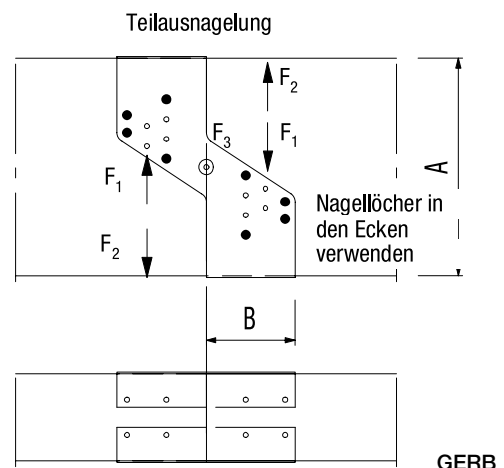 Teilausnagelung
F2
F3
F1
A
F1
Nagellöcher in
den Ecken
verwenden
F2
B
GERB